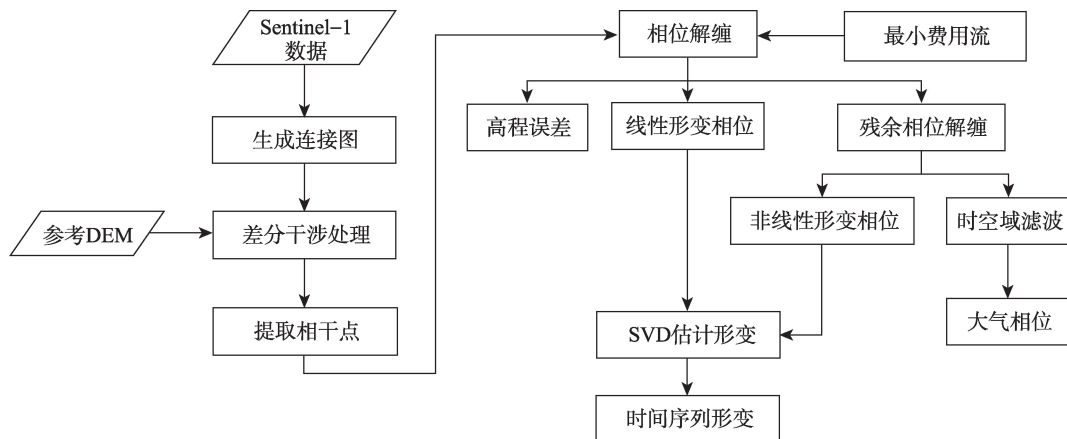 Sentinel-1
数据
生成连接图
参考DEM
差分干涉处理
提取相干点
相位解缠
最小费用流
高程误差
线性形变相位
残余相位解缠
非线性形变相位
时空域滤波
SVD估计形变
大气相位
时间序列形变